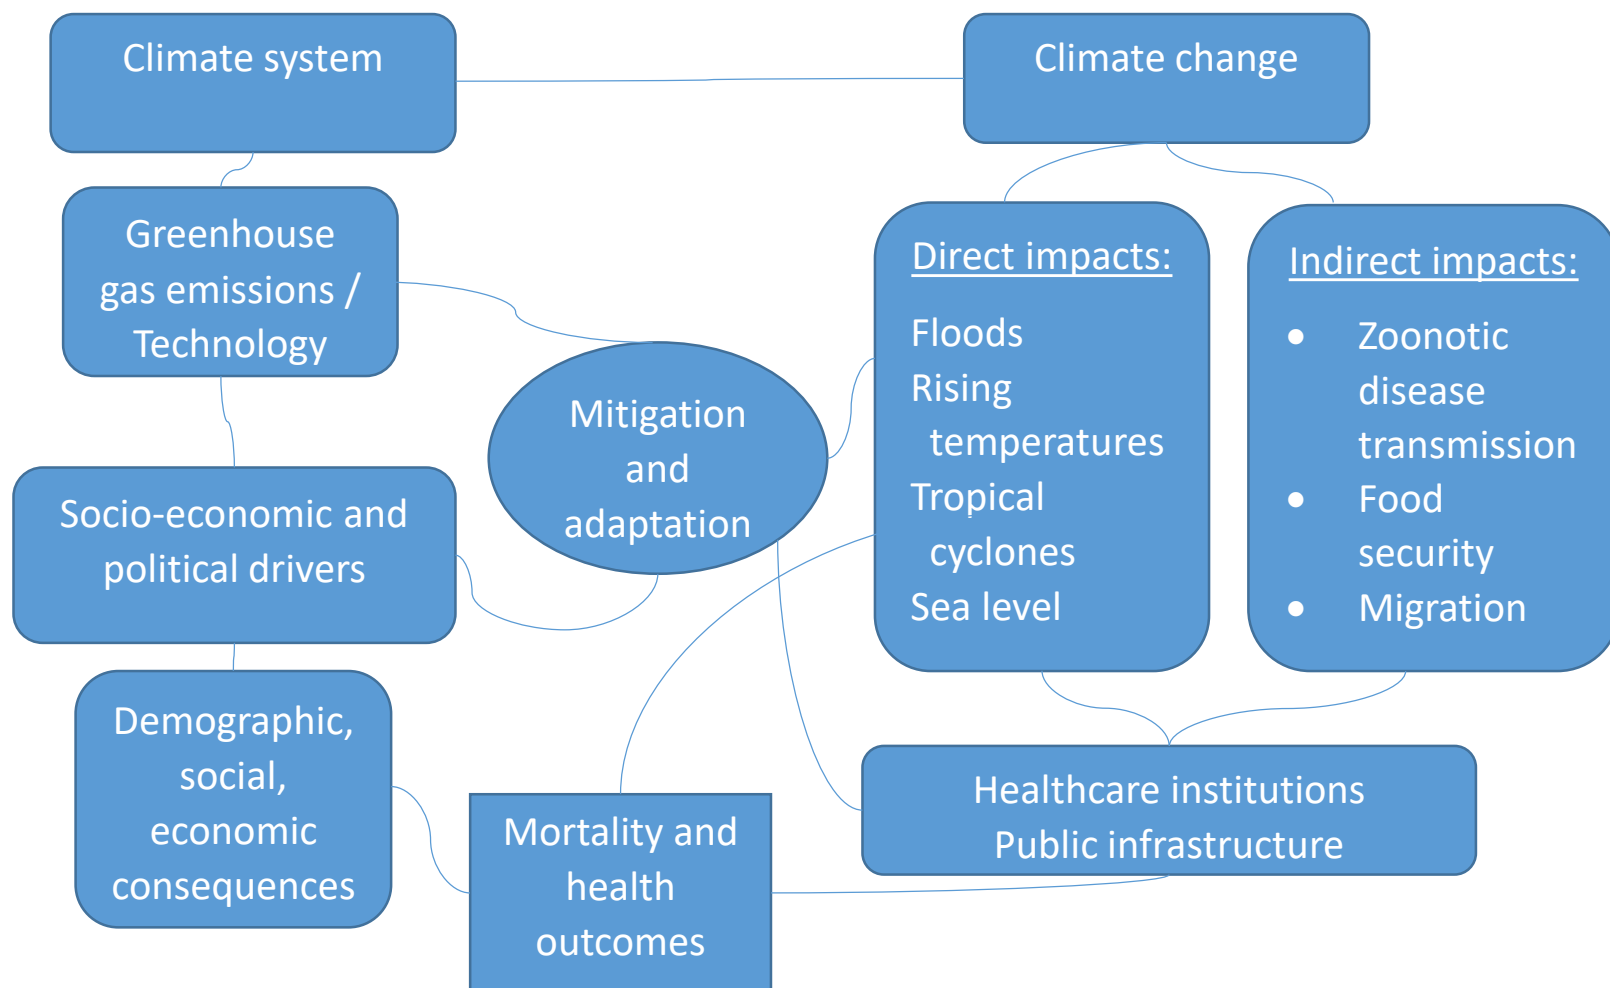 Climate system
Climate change
Greenhouse
gas emissions /
Technology
Direct impacts:
Floods
Rising
temperatures
Tropical
cyclones
Sea level
Indirect impacts:
• Zoonotic
disease
transmission
• Food
security
• Migration
Mitigation
and
adaptation
Socio-economic and
political drivers
Demographic,
social,
economic
consequences
Mortality and
health
outcomes
Healthcare institutions
Public infrastructure